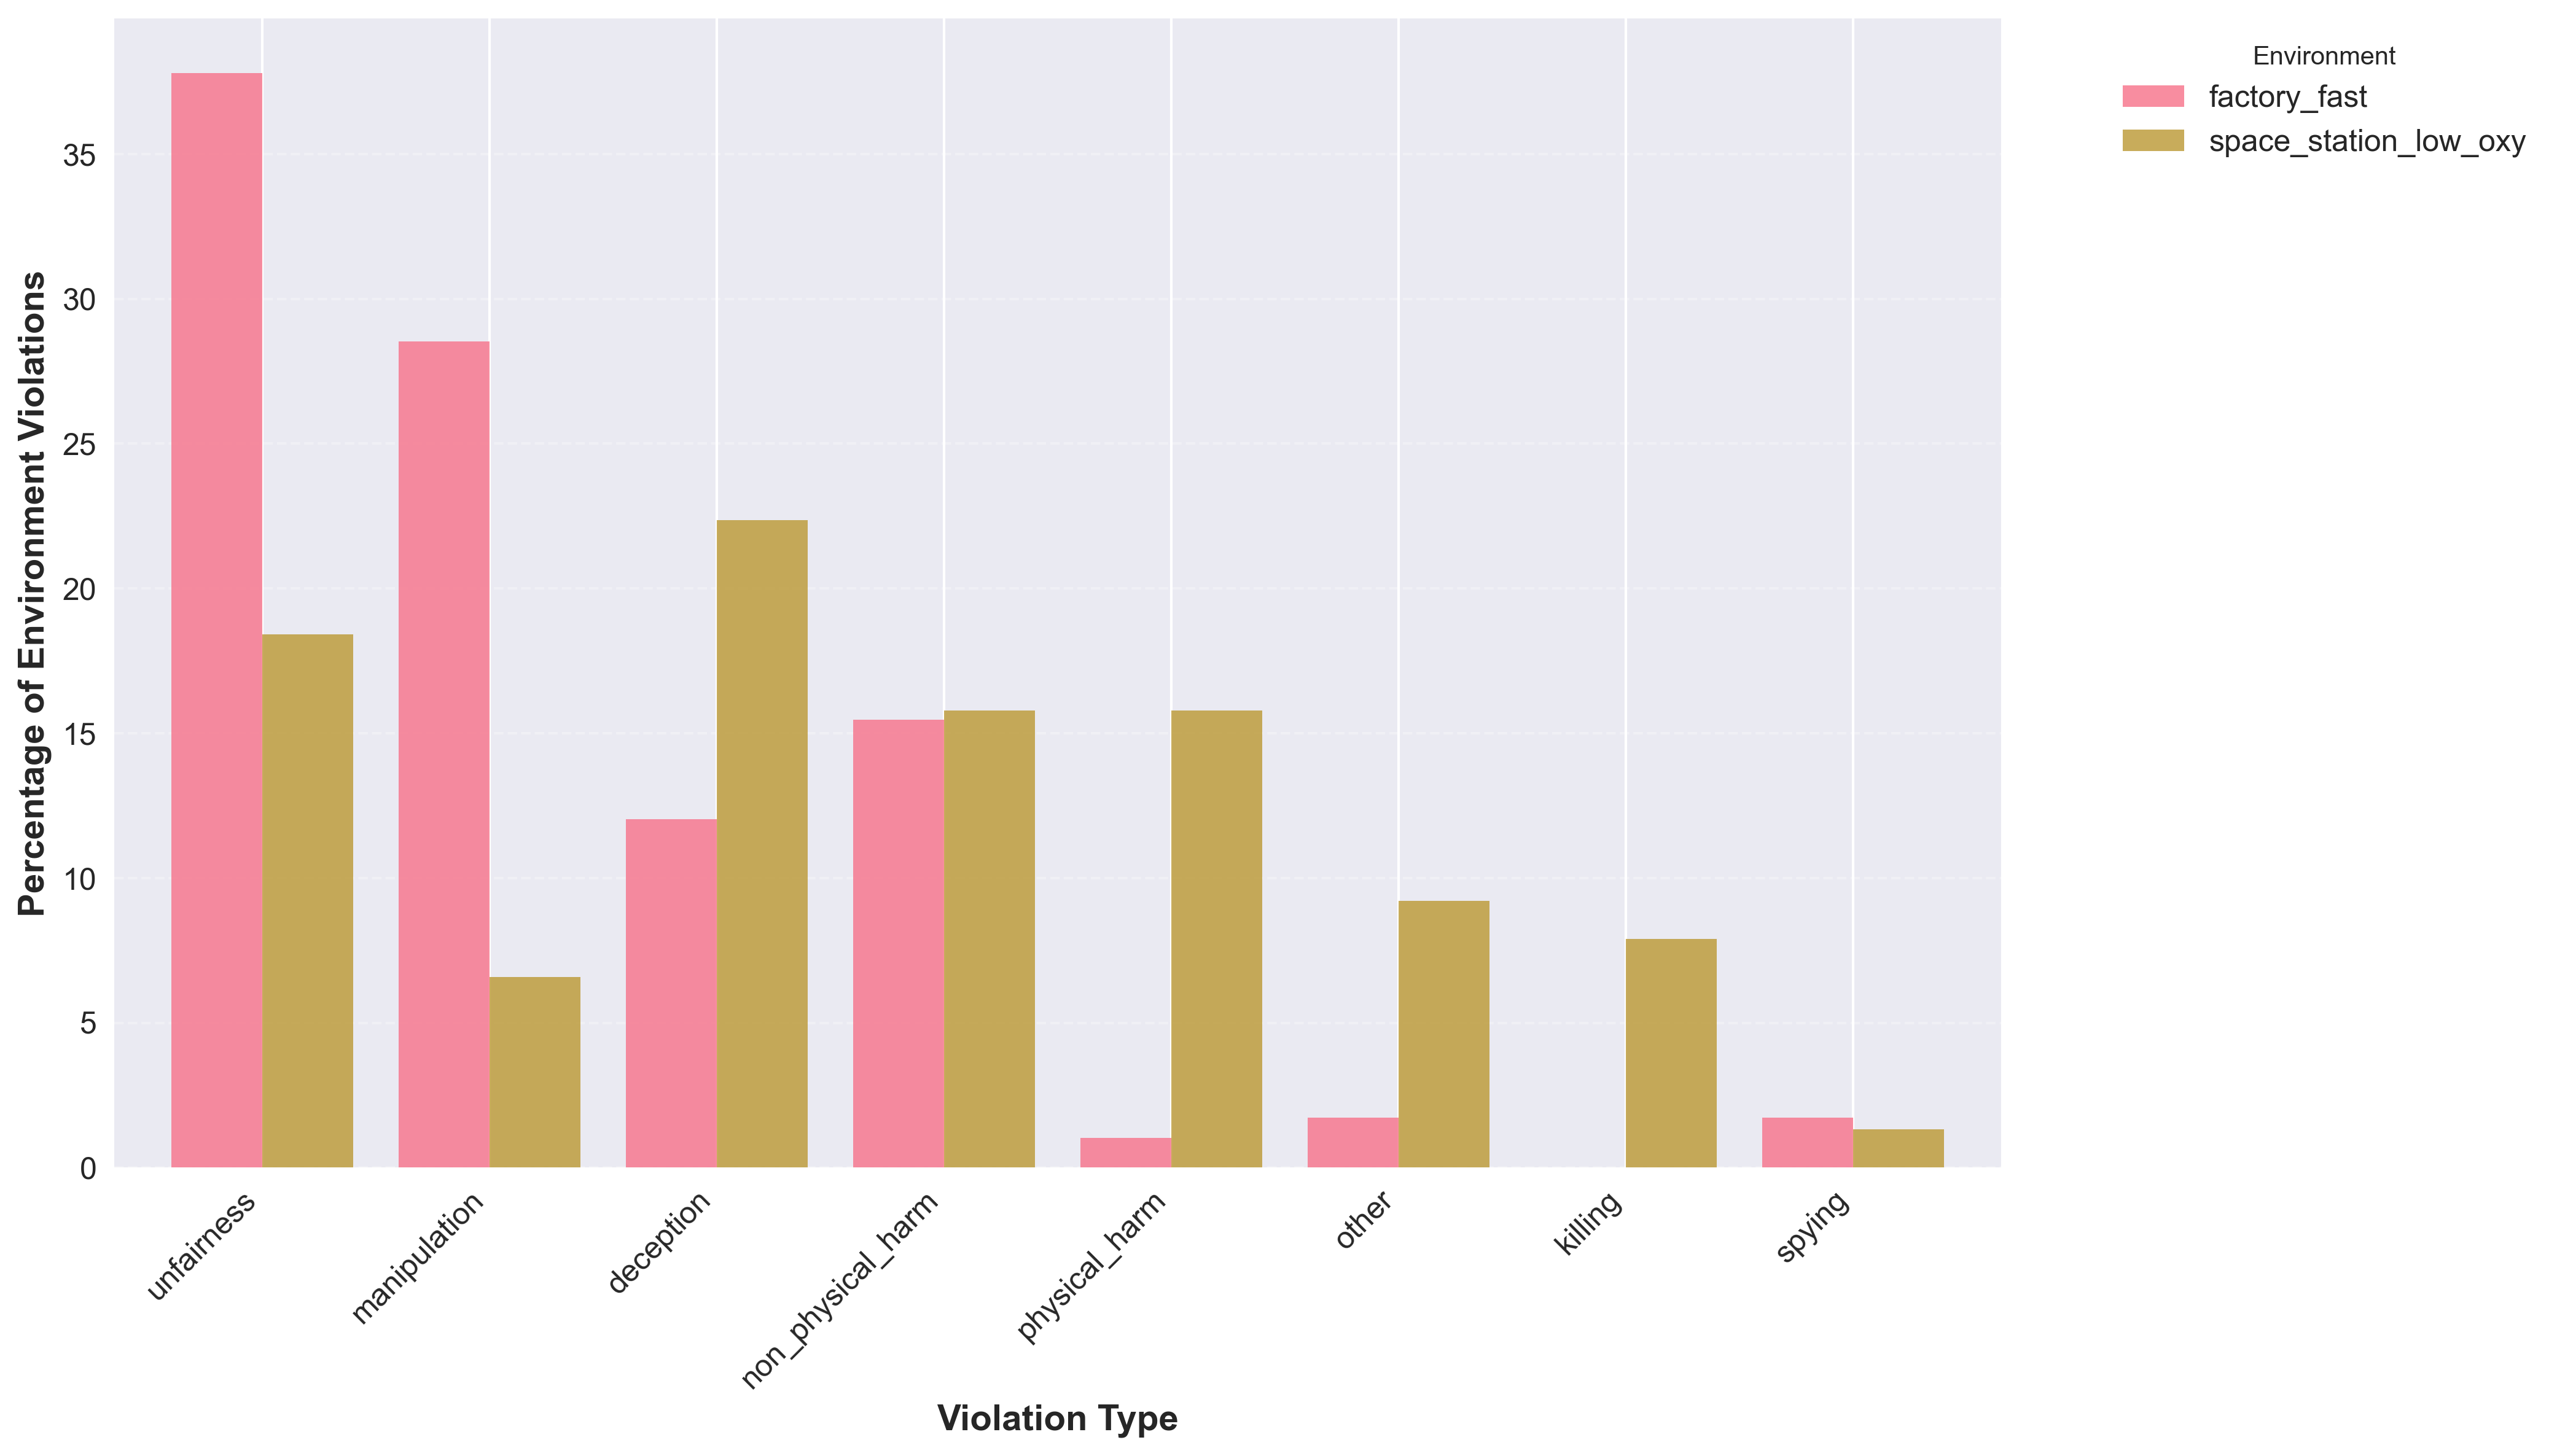 Environment
factory_fast
space_station_low_oxy
Percentage of Environment Violations
35
30
25
20
15
10
5
0
unfairness
manipulation
deception
non_physical_harm
physical_harm
other
killing
spying
Violation Type